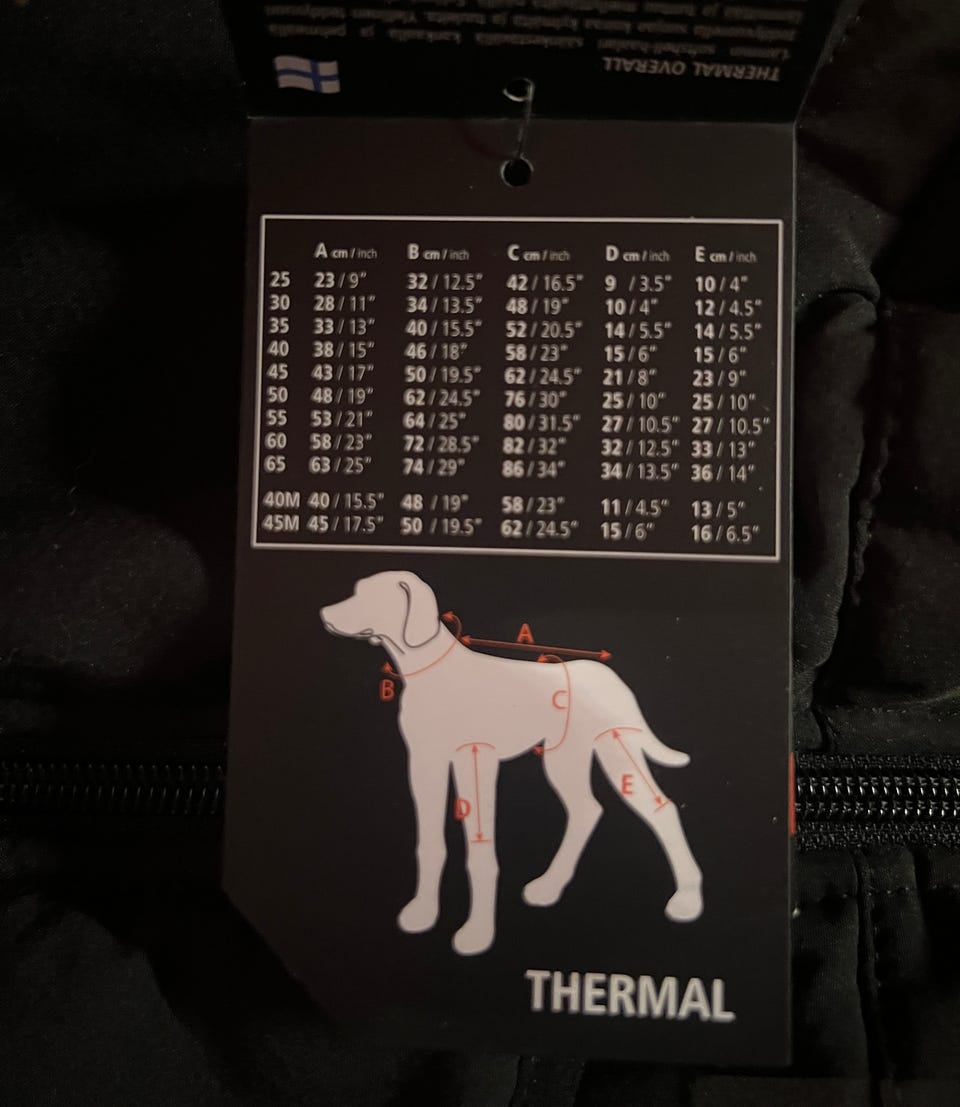 THERMAL OVERALL
A cm / inch B cm / inch C cm / inch D cm / inch E cm / inch
25 23 / 9" 32 / 12.5" 42 / 16.5" 9 / 3.5" 10 / 4"
30 28 / 11" 34 / 13.5" 48 / 19" 10 / 4" 12 / 4.5"
35 33 / 13" 40 / 15.5" 52 / 20.5" 14 / 5.5" 14 / 5.5"
40 38 / 15" 46 / 18" 58 / 23" 15 / 6" 15 / 6"
45 43 / 17" 50 / 19.5" 62 / 24.5" 21 / 8" 23 / 9"
50 48 / 19" 62 / 24.5" 76 / 30" 25 / 10" 25 / 10"
55 53 / 21" 64 / 25" 80 / 31.5" 27 / 10.5" 27 / 10.5"
60 58 / 23" 72 / 28.5" 82 / 32" 32 / 12.5" 33 / 13"
65 63 / 25" 74 / 29" 86 / 34" 34 / 13.5" 36 / 14"
40M 40 / 15.5" 48 / 19" 58 / 23" 11 / 4.5" 13 / 5"
45M 45 / 17.5" 50 / 19.5" 62 / 24.5" 15 / 6" 16 / 6.5"
A
B
C
D
E
THERMAL